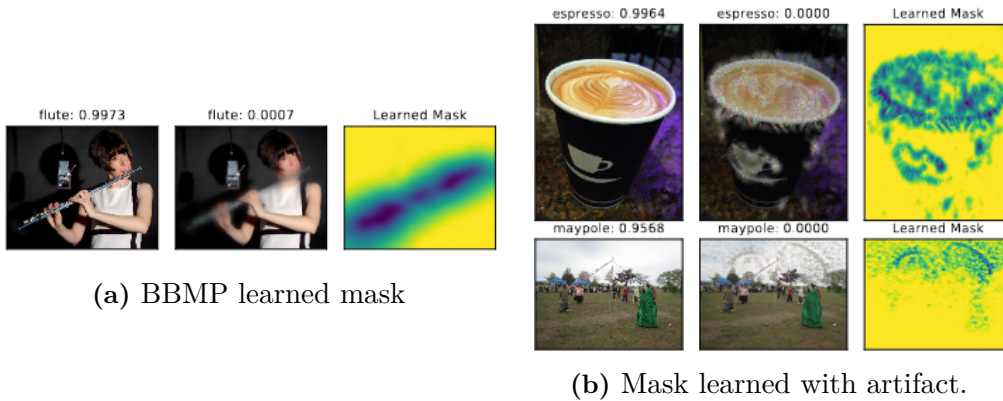 flute: 0.9973
flute: 0.0007
Learned Mask
(a) BBMP learned mask
espresso: 0.9964
espresso: 0.0000
Learned Mask
maypole: 0.9568
maypole: 0.0000
Learned Mask
(b) Mask learned with artifact.